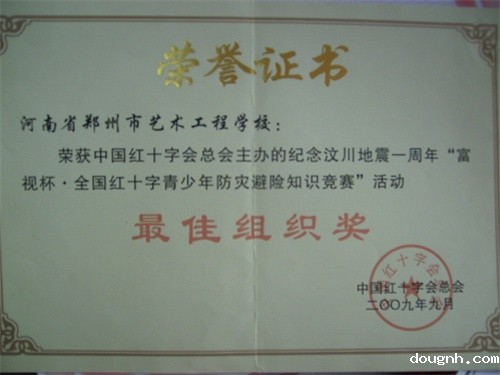 荣誉证书
河南省郑州市艺术工程学校：
荣获中国红十字会总会主办的纪念汶川地震一周年“富
视杯·全国红十字青少年防灾避险知识竞赛”活动
最佳组织奖
中国红十字会总会
二〇〇九年九月
doughn.com